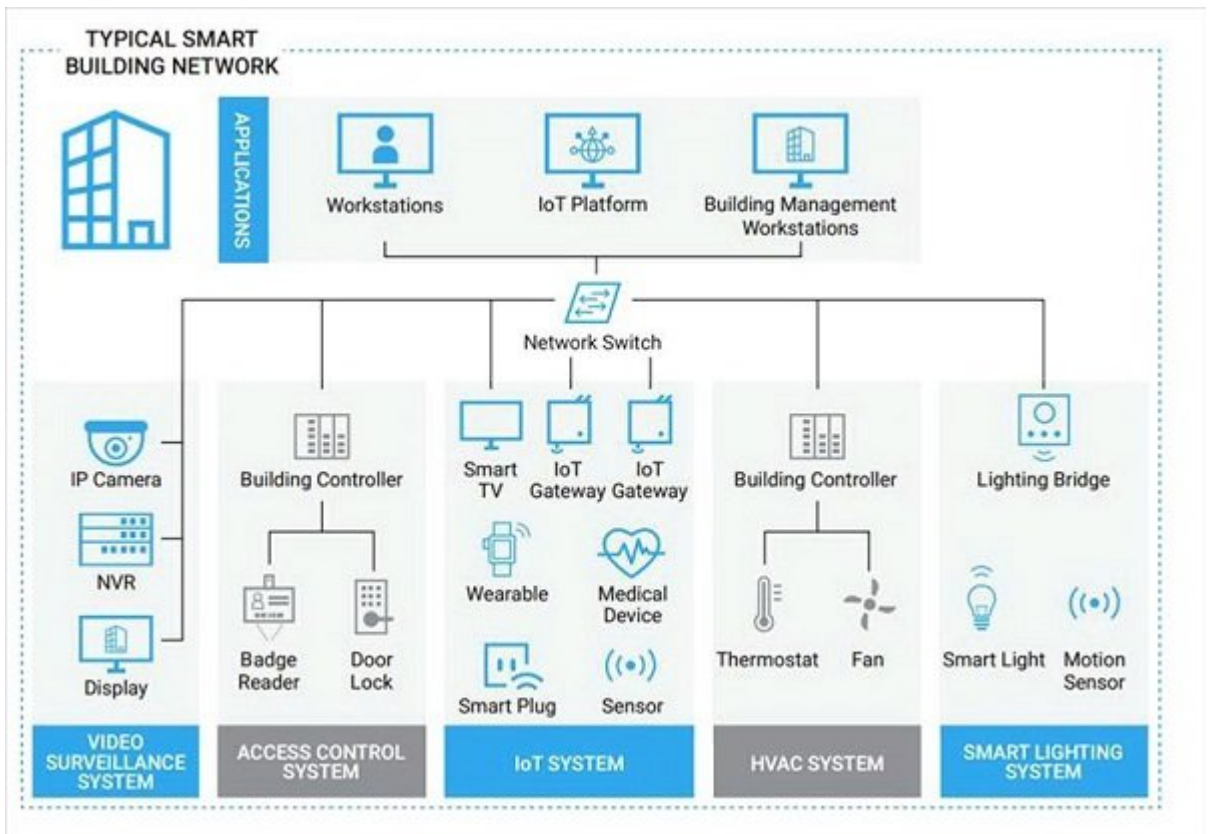 TYPICAL SMART
BUILDING NETWORK
APPLICATIONS
Workstations
IoT Platform
Building Management
Workstations
Network Switch
IP Camera
NVR
Display
VIDEO
SURVEILLANCE
SYSTEM
Building Controller
Badge
Reader
Door
Lock
ACCESS CONTROL
SYSTEM
Smart
TV
IoT
Gateway
IoT
Gateway
Wearable
Medical
Device
Smart Plug
Sensor
IoT SYSTEM
Building Controller
Thermostat
Fan
HVAC SYSTEM
Lighting Bridge
Smart Light
Motion
Sensor
SMART LIGHTING
SYSTEM